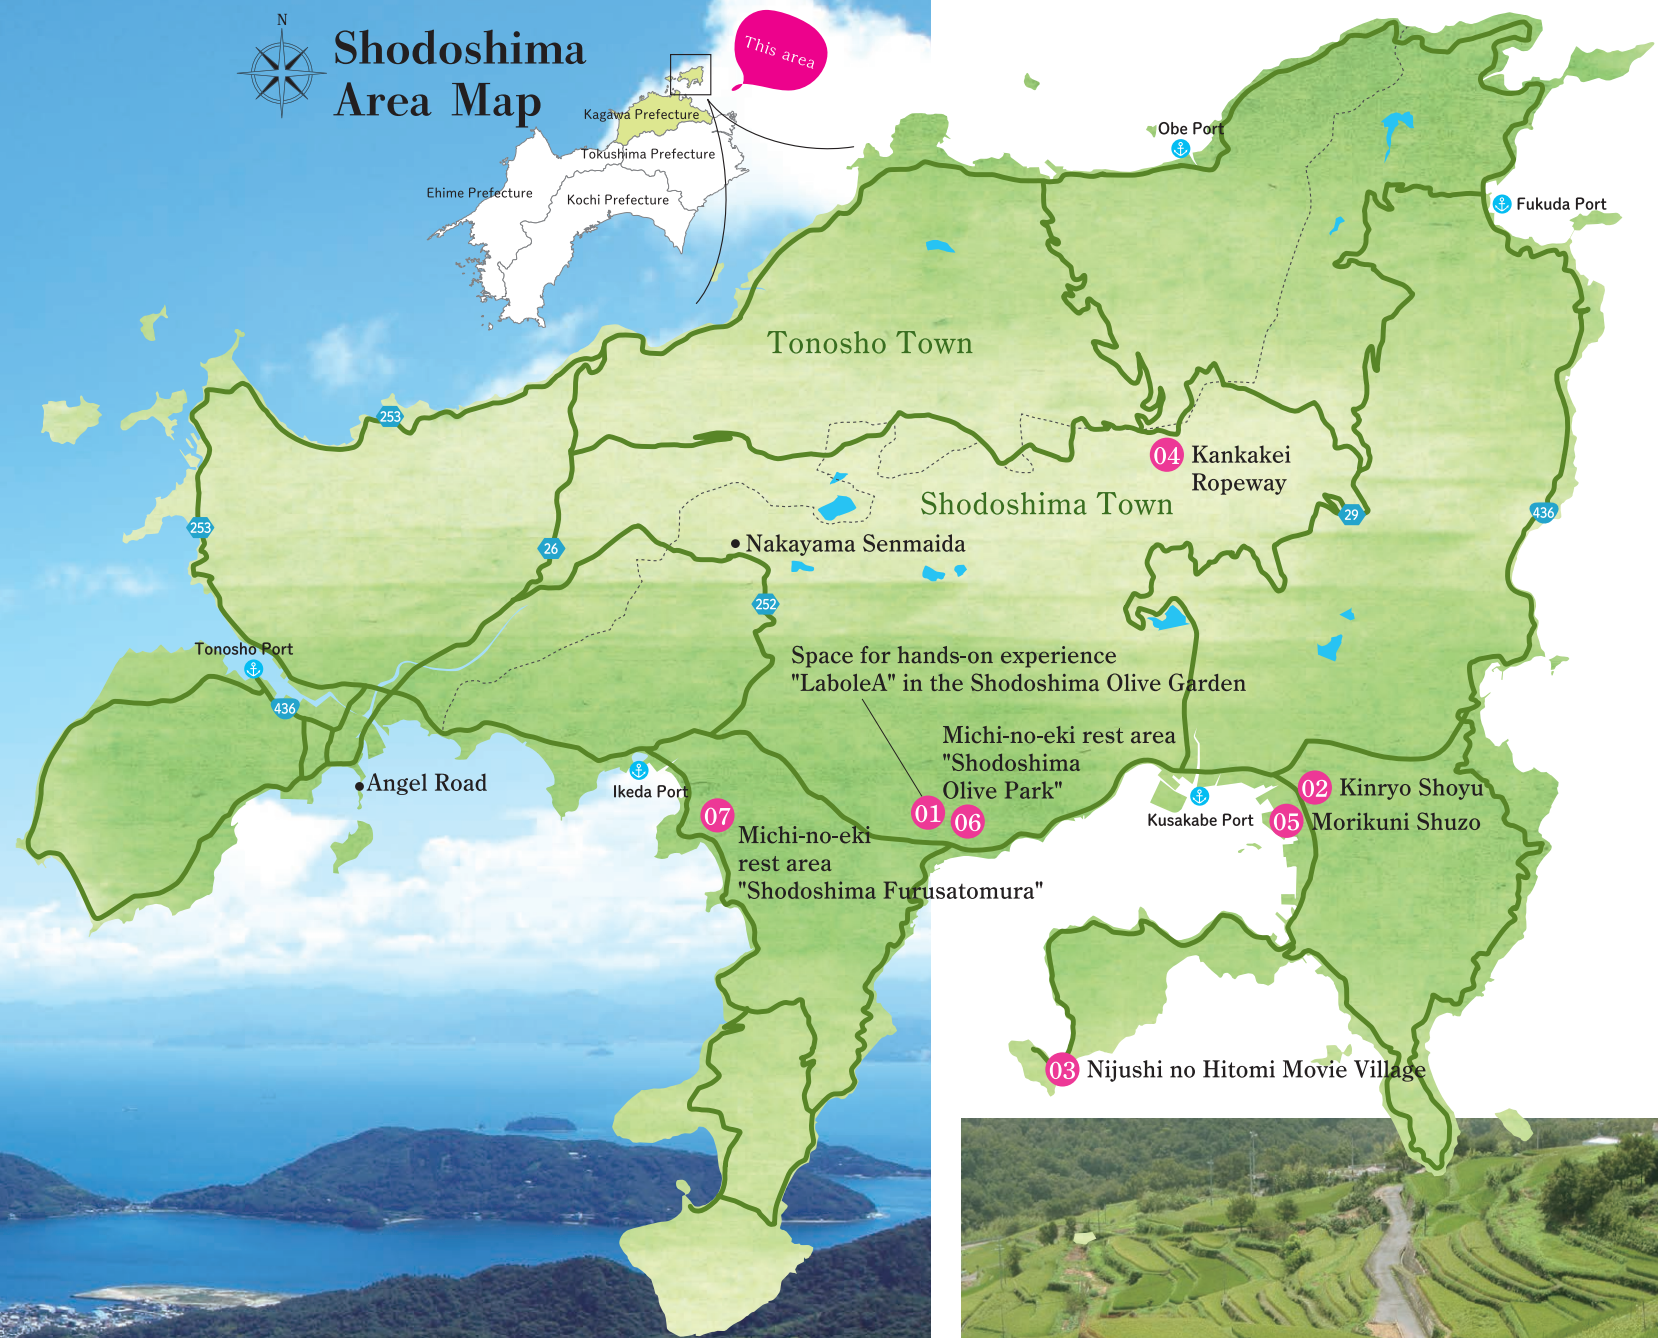 N
Shodoshima
Area Map
This area
Kagawa Prefecture
Tokushima Prefecture
Ehime Prefecture
Kochi Prefecture
Obe Port
Fukuda Port
Tonosho Town
253
04
Kankakei
Ropeway
Shodoshima Town
253
26
29
436
Nakayama Senmaida
252
Tonosho Port
436
Space for hands-on experience
"LaboleA" in the Shodoshima Olive Garden
Michi-no-eki rest area
"Shodoshima
Olive Park"
Angel Road
Ikeda Port
01
06
Kusakabe Port
02
Kinryo Shoyu
05
Morikuni Shuzo
07
Michi-no-eki
rest area
"Shodoshima Furusatomura"
03
Nijushi no Hitomi Movie Village